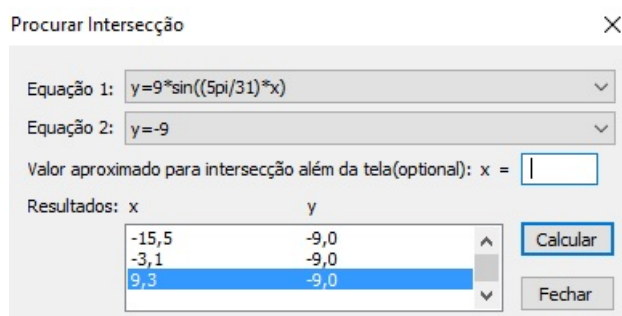 Procurar Intersecção
Equação 1: y=9*sin((5pi/31)*x)
Equação 2: y=-9
Valor aproximado para intersecção além da tela(optional): x =
Resultados: x y
-15,5 -9,0
-3,1 -9,0
9,3 -9,0
Calcular
Fechar